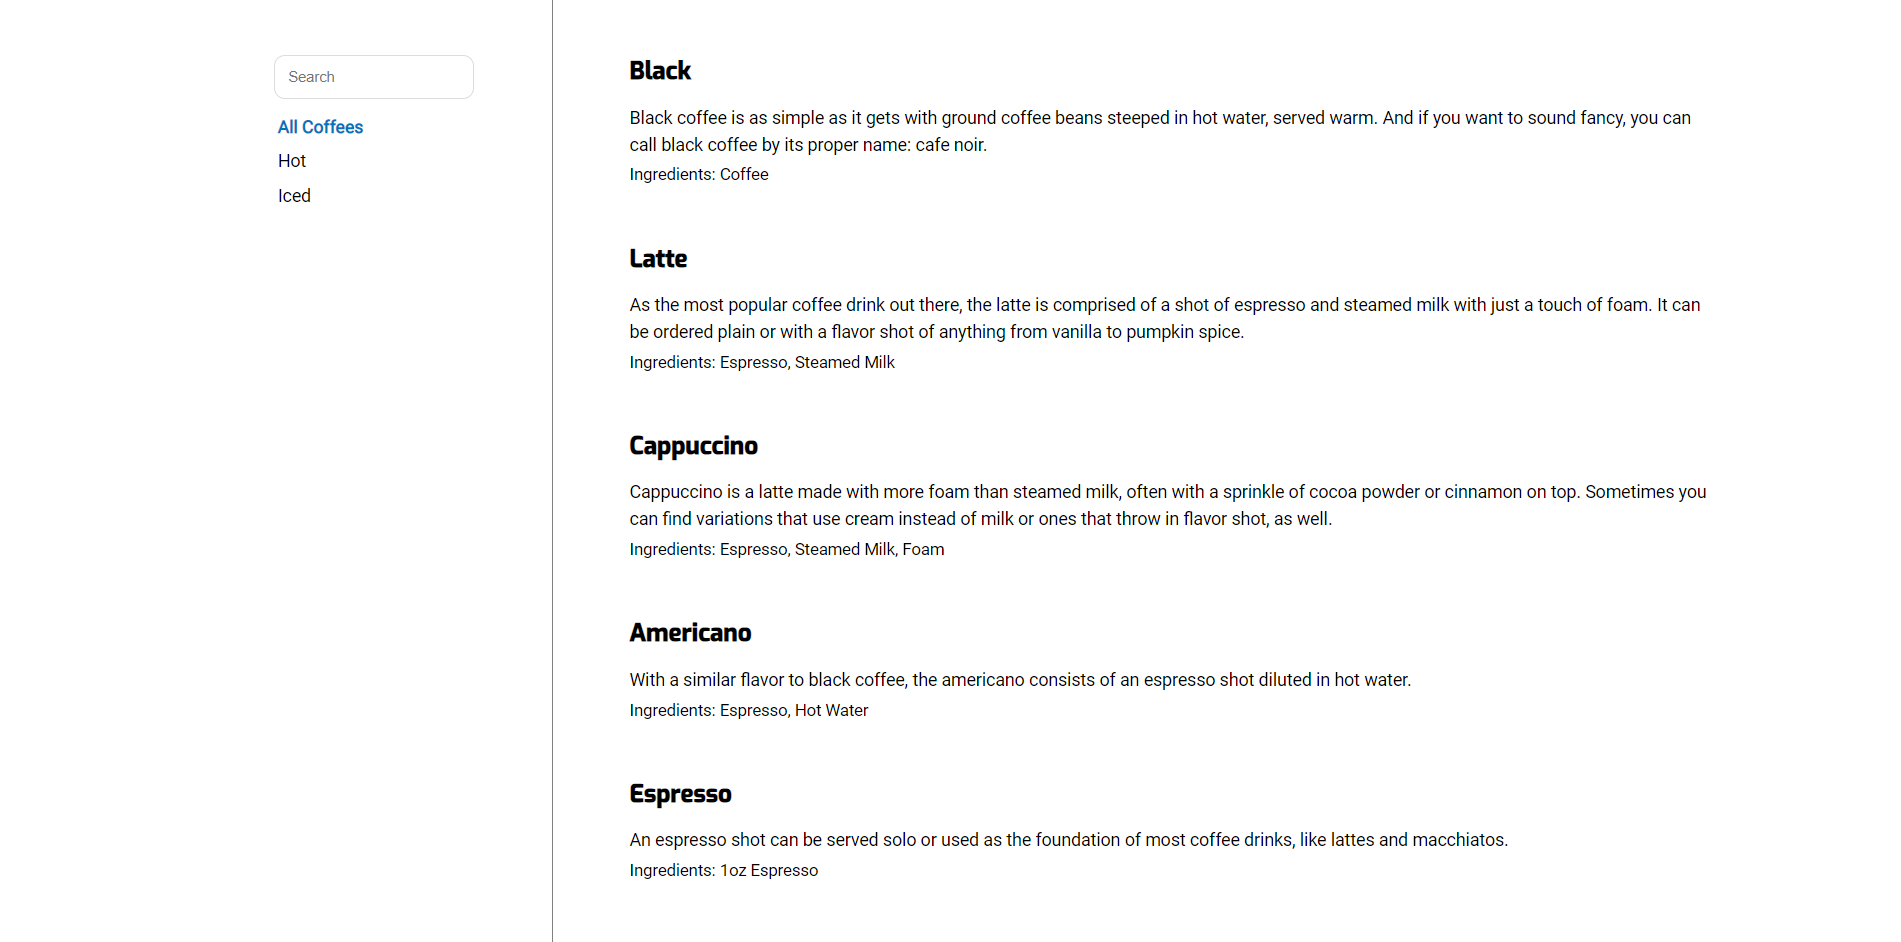 Search
All Coffees
Hot
Iced
Black
Black coffee is as simple as it gets with ground coffee beans steeped in hot water, served warm. And if you want to sound fancy, you can
call black coffee by its proper name: cafe noir.
Ingredients: Coffee
Latte
As the most popular coffee drink out there, the latte is comprised of a shot of espresso and steamed milk with just a touch of foam. It can
be ordered plain or with a flavor shot of anything from vanilla to pumpkin spice.
Ingredients: Espresso, Steamed Milk
Cappuccino
Cappuccino is a latte made with more foam than steamed milk, often with a sprinkle of cocoa powder or cinnamon on top. Sometimes you
can find variations that use cream instead of milk or ones that throw in flavor shot, as well.
Ingredients: Espresso, Steamed Milk, Foam
Americano
With a similar flavor to black coffee, the americano consists of an espresso shot diluted in hot water.
Ingredients: Espresso, Hot Water
Espresso
An espresso shot can be served solo or used as the foundation of most coffee drinks, like lattes and macchiatos.
Ingredients: 1oz Espresso